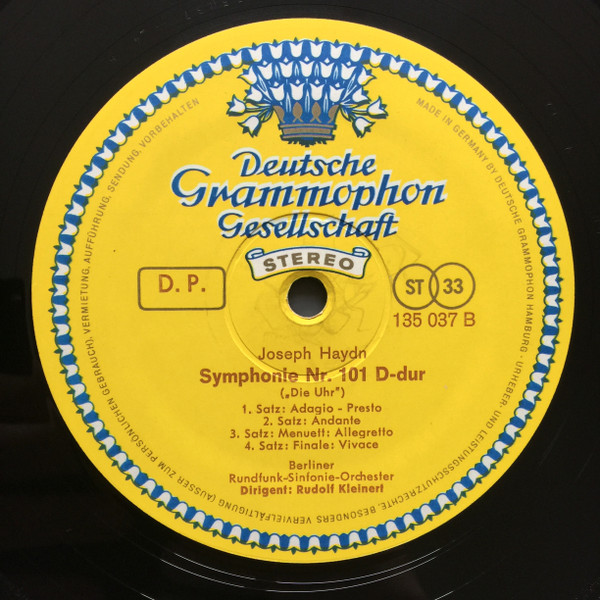 Deutsche
Grammophon
Gesellschaft
STEREO
D. P.
ST 33
135 037 B
Joseph Haydn
Symphonie Nr. 101 D-dur
(„Die Uhr")
1. Satz: Adagio - Presto
2. Satz: Andante
3. Satz: Menuett: Allegretto
4. Satz: Finale: Vivace
Berliner
Rundfunk-Sinfonie-Orchester
Dirigent: Rudolf Kleinert
MADE IN GERMANY BY DEUTSCHE GRAMMOPHON HAMBURG · URHEBER- UND LEISTUNGSSCHUTZRECHTE, BESONDERS VERVIELFÄLTIGUNG (AUSSER ZUM PERSÖNLICHEN GEBRAUCH), VERMIETUNG, AUFFÜHRUNG, SENDUNG, VORBEHALTEN